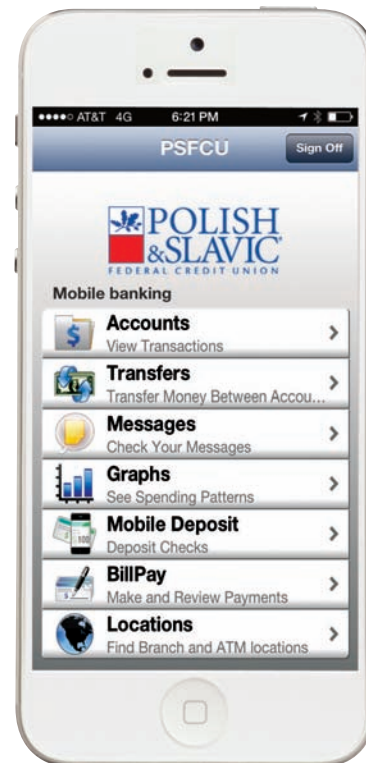 AT&T 4G 6:21 PM
PSFCU Sign Off
POLISH
&SLAVIC
FEDERAL CREDIT UNION
Mobile banking
Accounts
View Transactions
Transfers
Transfer Money Between Accou...
Messages
Check Your Messages
Graphs
See Spending Patterns
Mobile Deposit
Deposit Checks
BillPay
Make and Review Payments
Locations
Find Branch and ATM locations